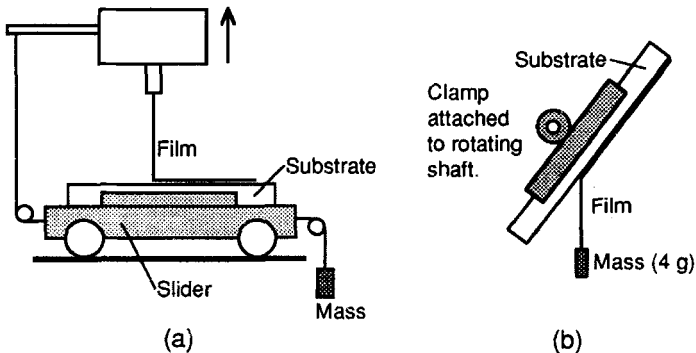 Film
Substrate
Slider
Mass
(a)
Substrate
Clamp
attached
to rotating
shaft.
Film
Mass (4 g)
(b)